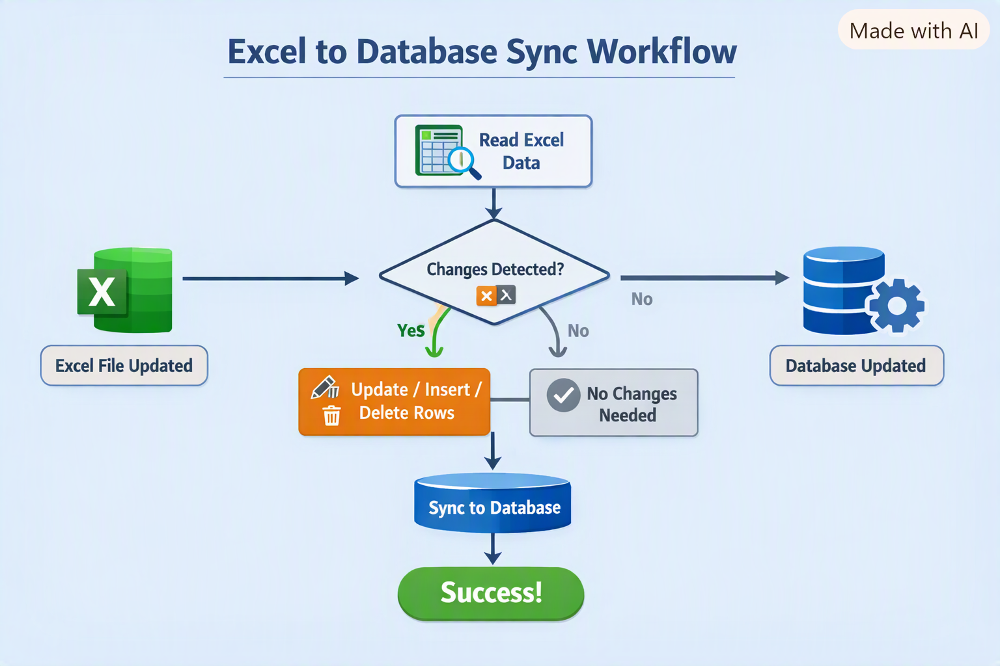 Made with AI
Excel to Database Sync Workflow
Read Excel
Data
Changes Detected?
X
No
Yes
No
Excel File Updated
Database Updated
Update / Insert /
Delete Rows
No Changes
Needed
Sync to Database
Success!